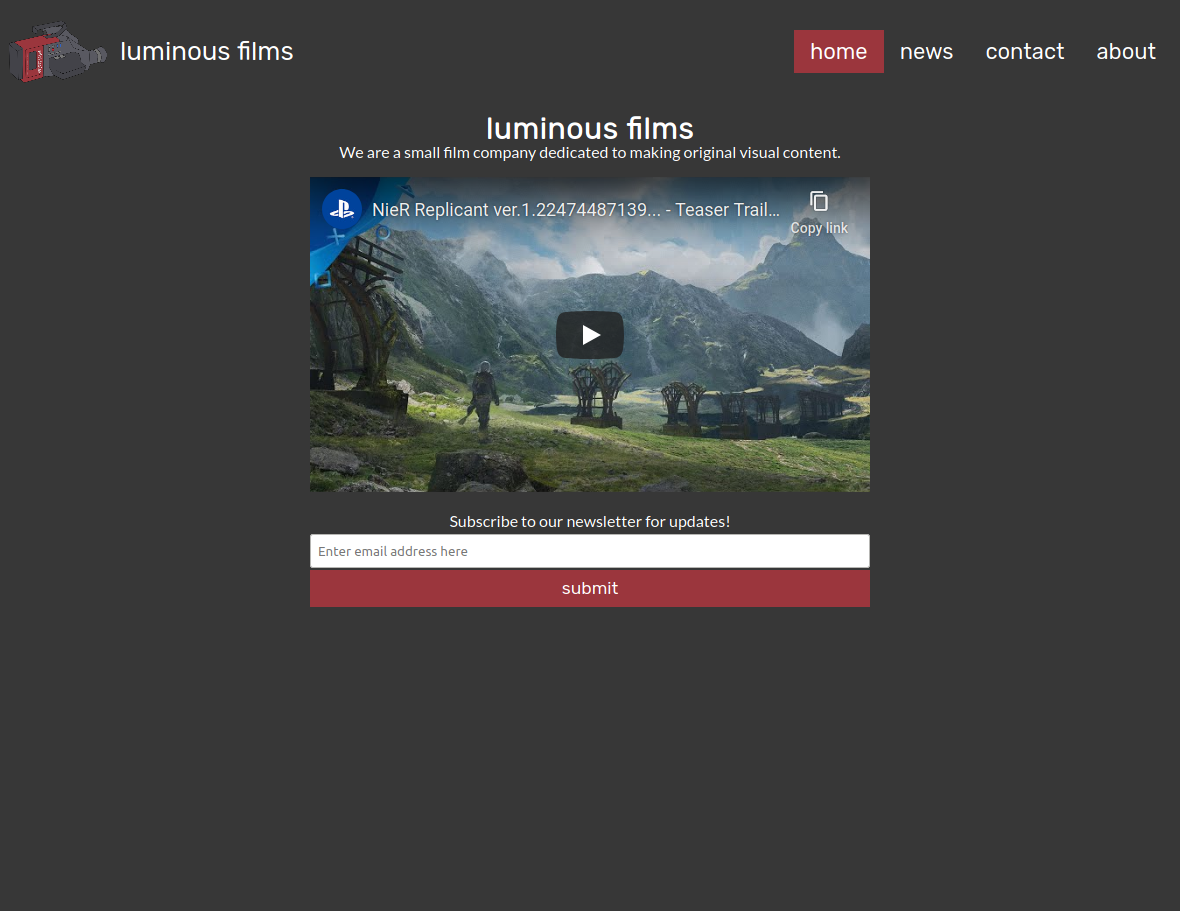 luminous films
home news contact about
luminous films
We are a small film company dedicated to making original visual content.
NieR Replicant ver.1.22474487139... - Teaser Trail...
Copy link
Subscribe to our newsletter for updates!
Enter email address here
submit